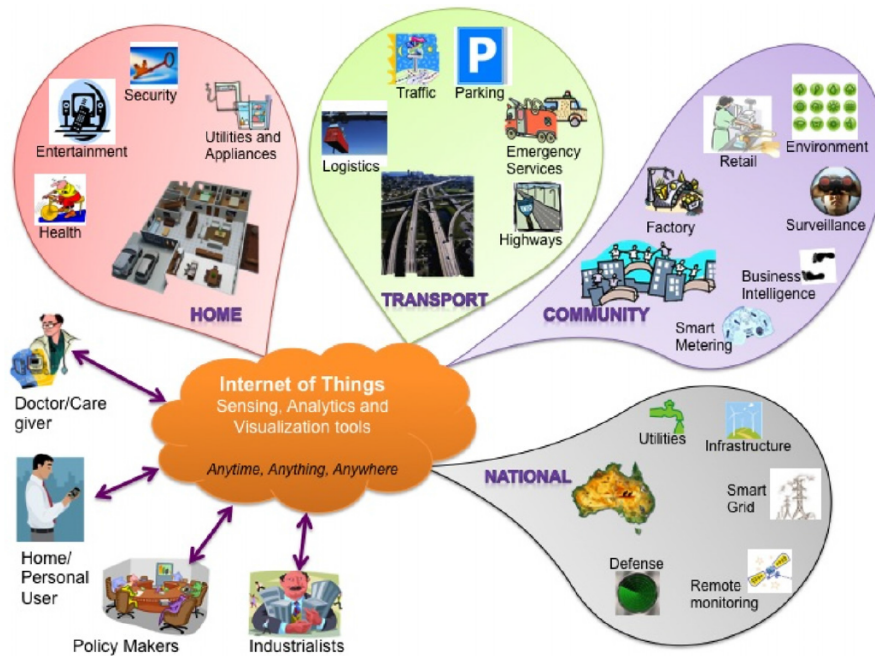 Security
Entertainment
Utilities and
Appliances
Health
HOME
P
Traffic
Parking
Logistics
Emergency
Services
Highways
TRANSPORT
Retail
Environment
Factory
Surveillance
Business
Intelligence
COMMUNITY
Smart
Metering
Internet of Things
Sensing, Analytics and
Visualization tools
Anytime, Anything, Anywhere
NATIONAL
Utilities
Infrastructure
Smart
Grid
Defense
Remote
monitoring
Doctor/Care
giver
Home/
Personal
User
Policy Makers
Industrialists